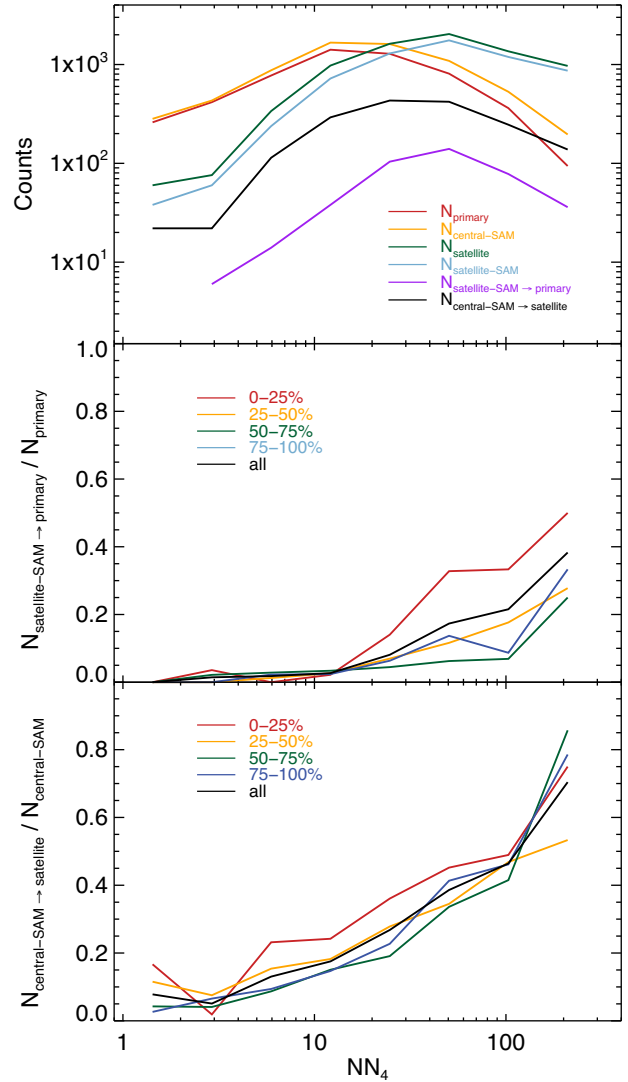 1x10³
1x10²
1x10¹
Counts
N_primary
N_central−SAM
N_satellite
N_satellite−SAM
N_satellite−SAM → primary
N_central−SAM → satellite
1.0
0.8
0.6
0.4
0.2
0.0
N_satellite−SAM → primary / N_primary
0−25%
25−50%
50−75%
75−100%
all
0.8
0.6
0.4
0.2
0.0
N_central−SAM → satellite / N_central−SAM
0−25%
25−50%
50−75%
75−100%
all
1 10 100
NN₄